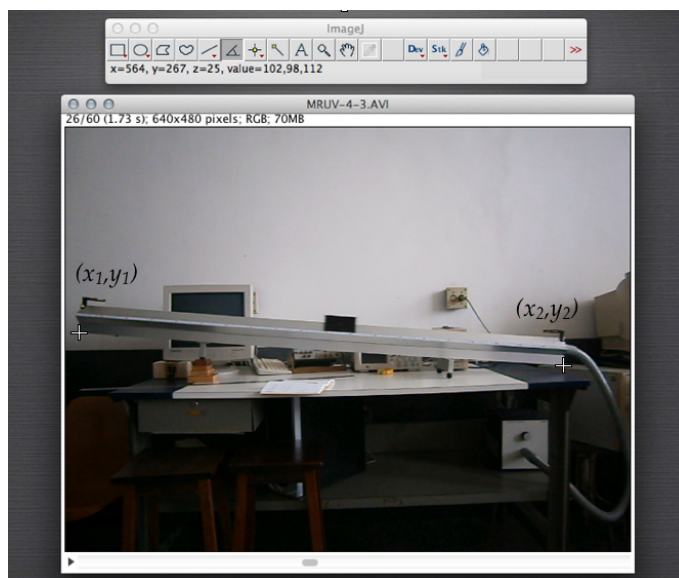 ImageJ
Dev Stk >>
x=564, y=267, z=25, value=102,98,112
MRUV-4-3.AVI
26/60 (1.73 s); 640x480 pixels; RGB; 70MB
(x₁,y₁)
(x₂,y₂)